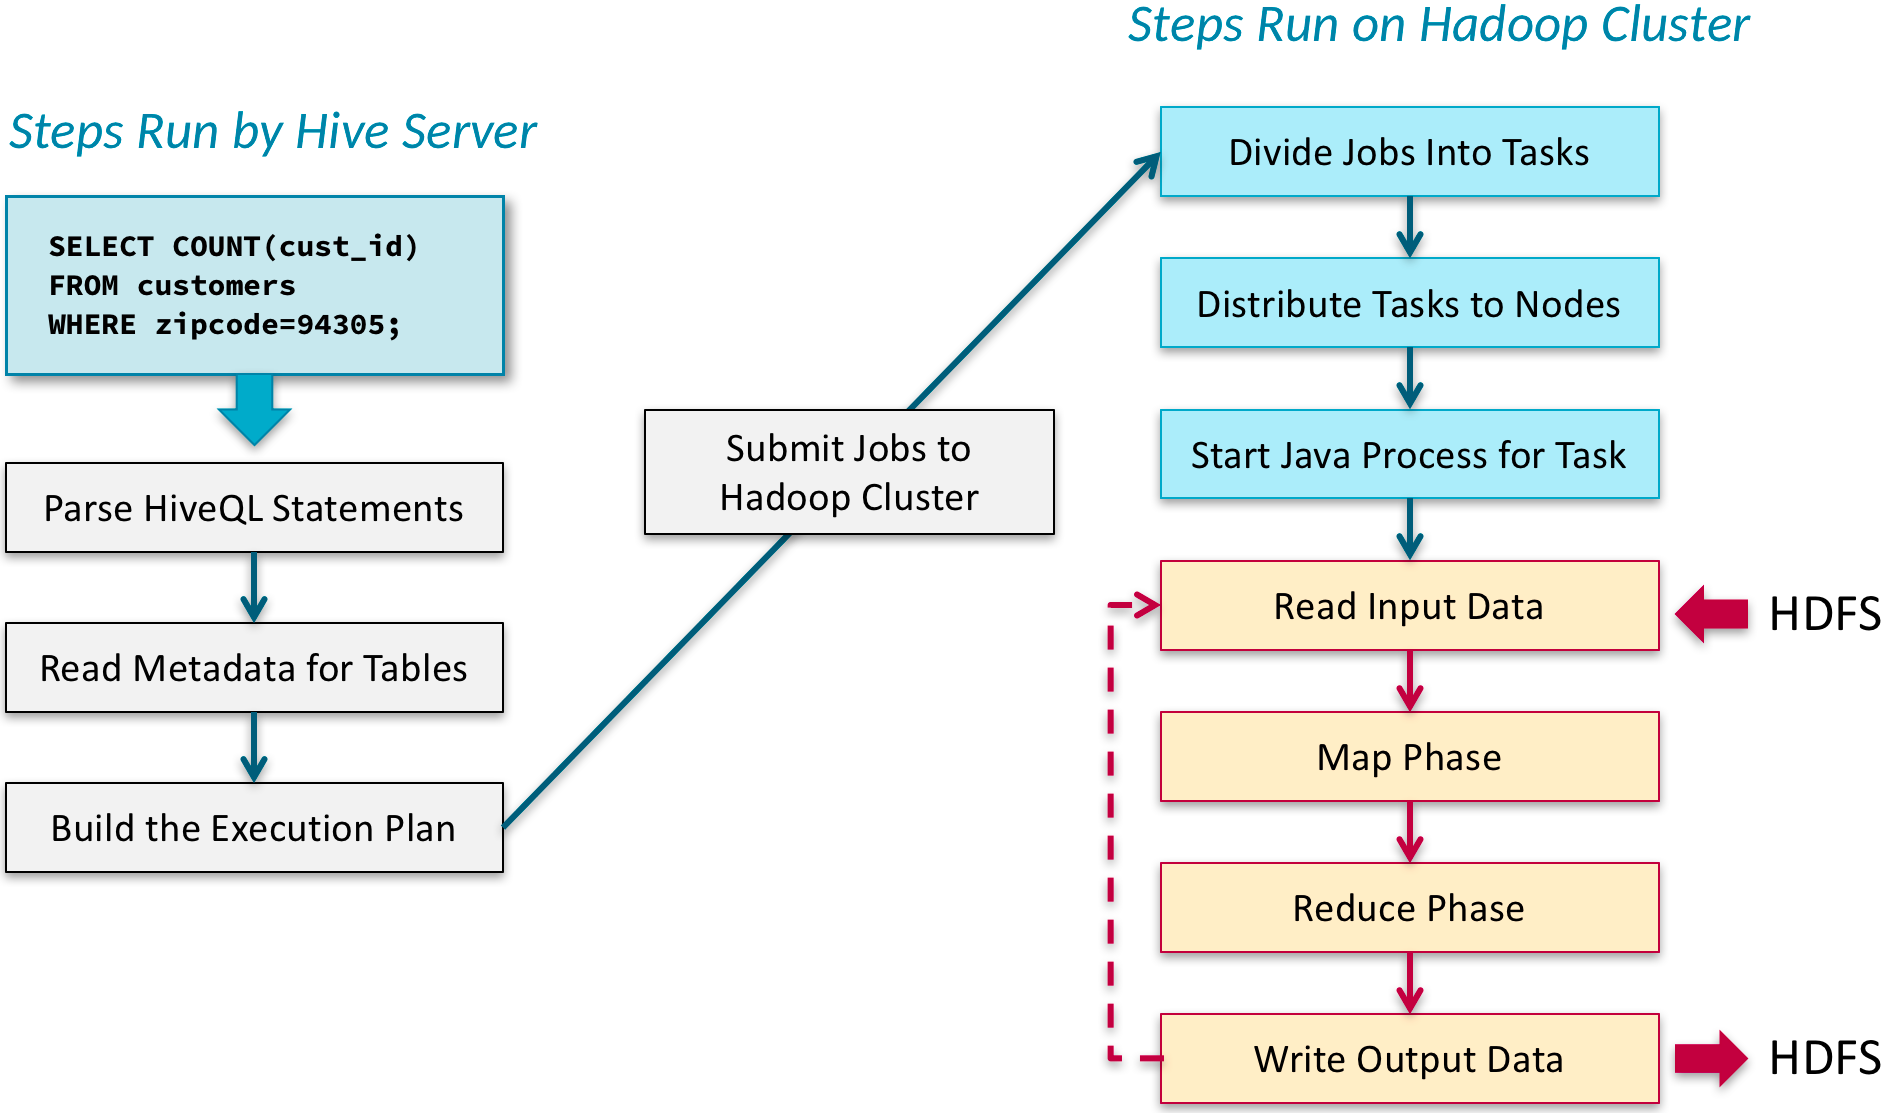 Steps Run by Hive Server
SELECT COUNT(cust_id)
FROM customers
WHERE zipcode=94305;
Parse HiveQL Statements
Read Metadata for Tables
Build the Execution Plan
Submit Jobs to
Hadoop Cluster
Steps Run on Hadoop Cluster
Divide Jobs Into Tasks
Distribute Tasks to Nodes
Start Java Process for Task
Read Input Data
HDFS
Map Phase
Reduce Phase
Write Output Data
HDFS